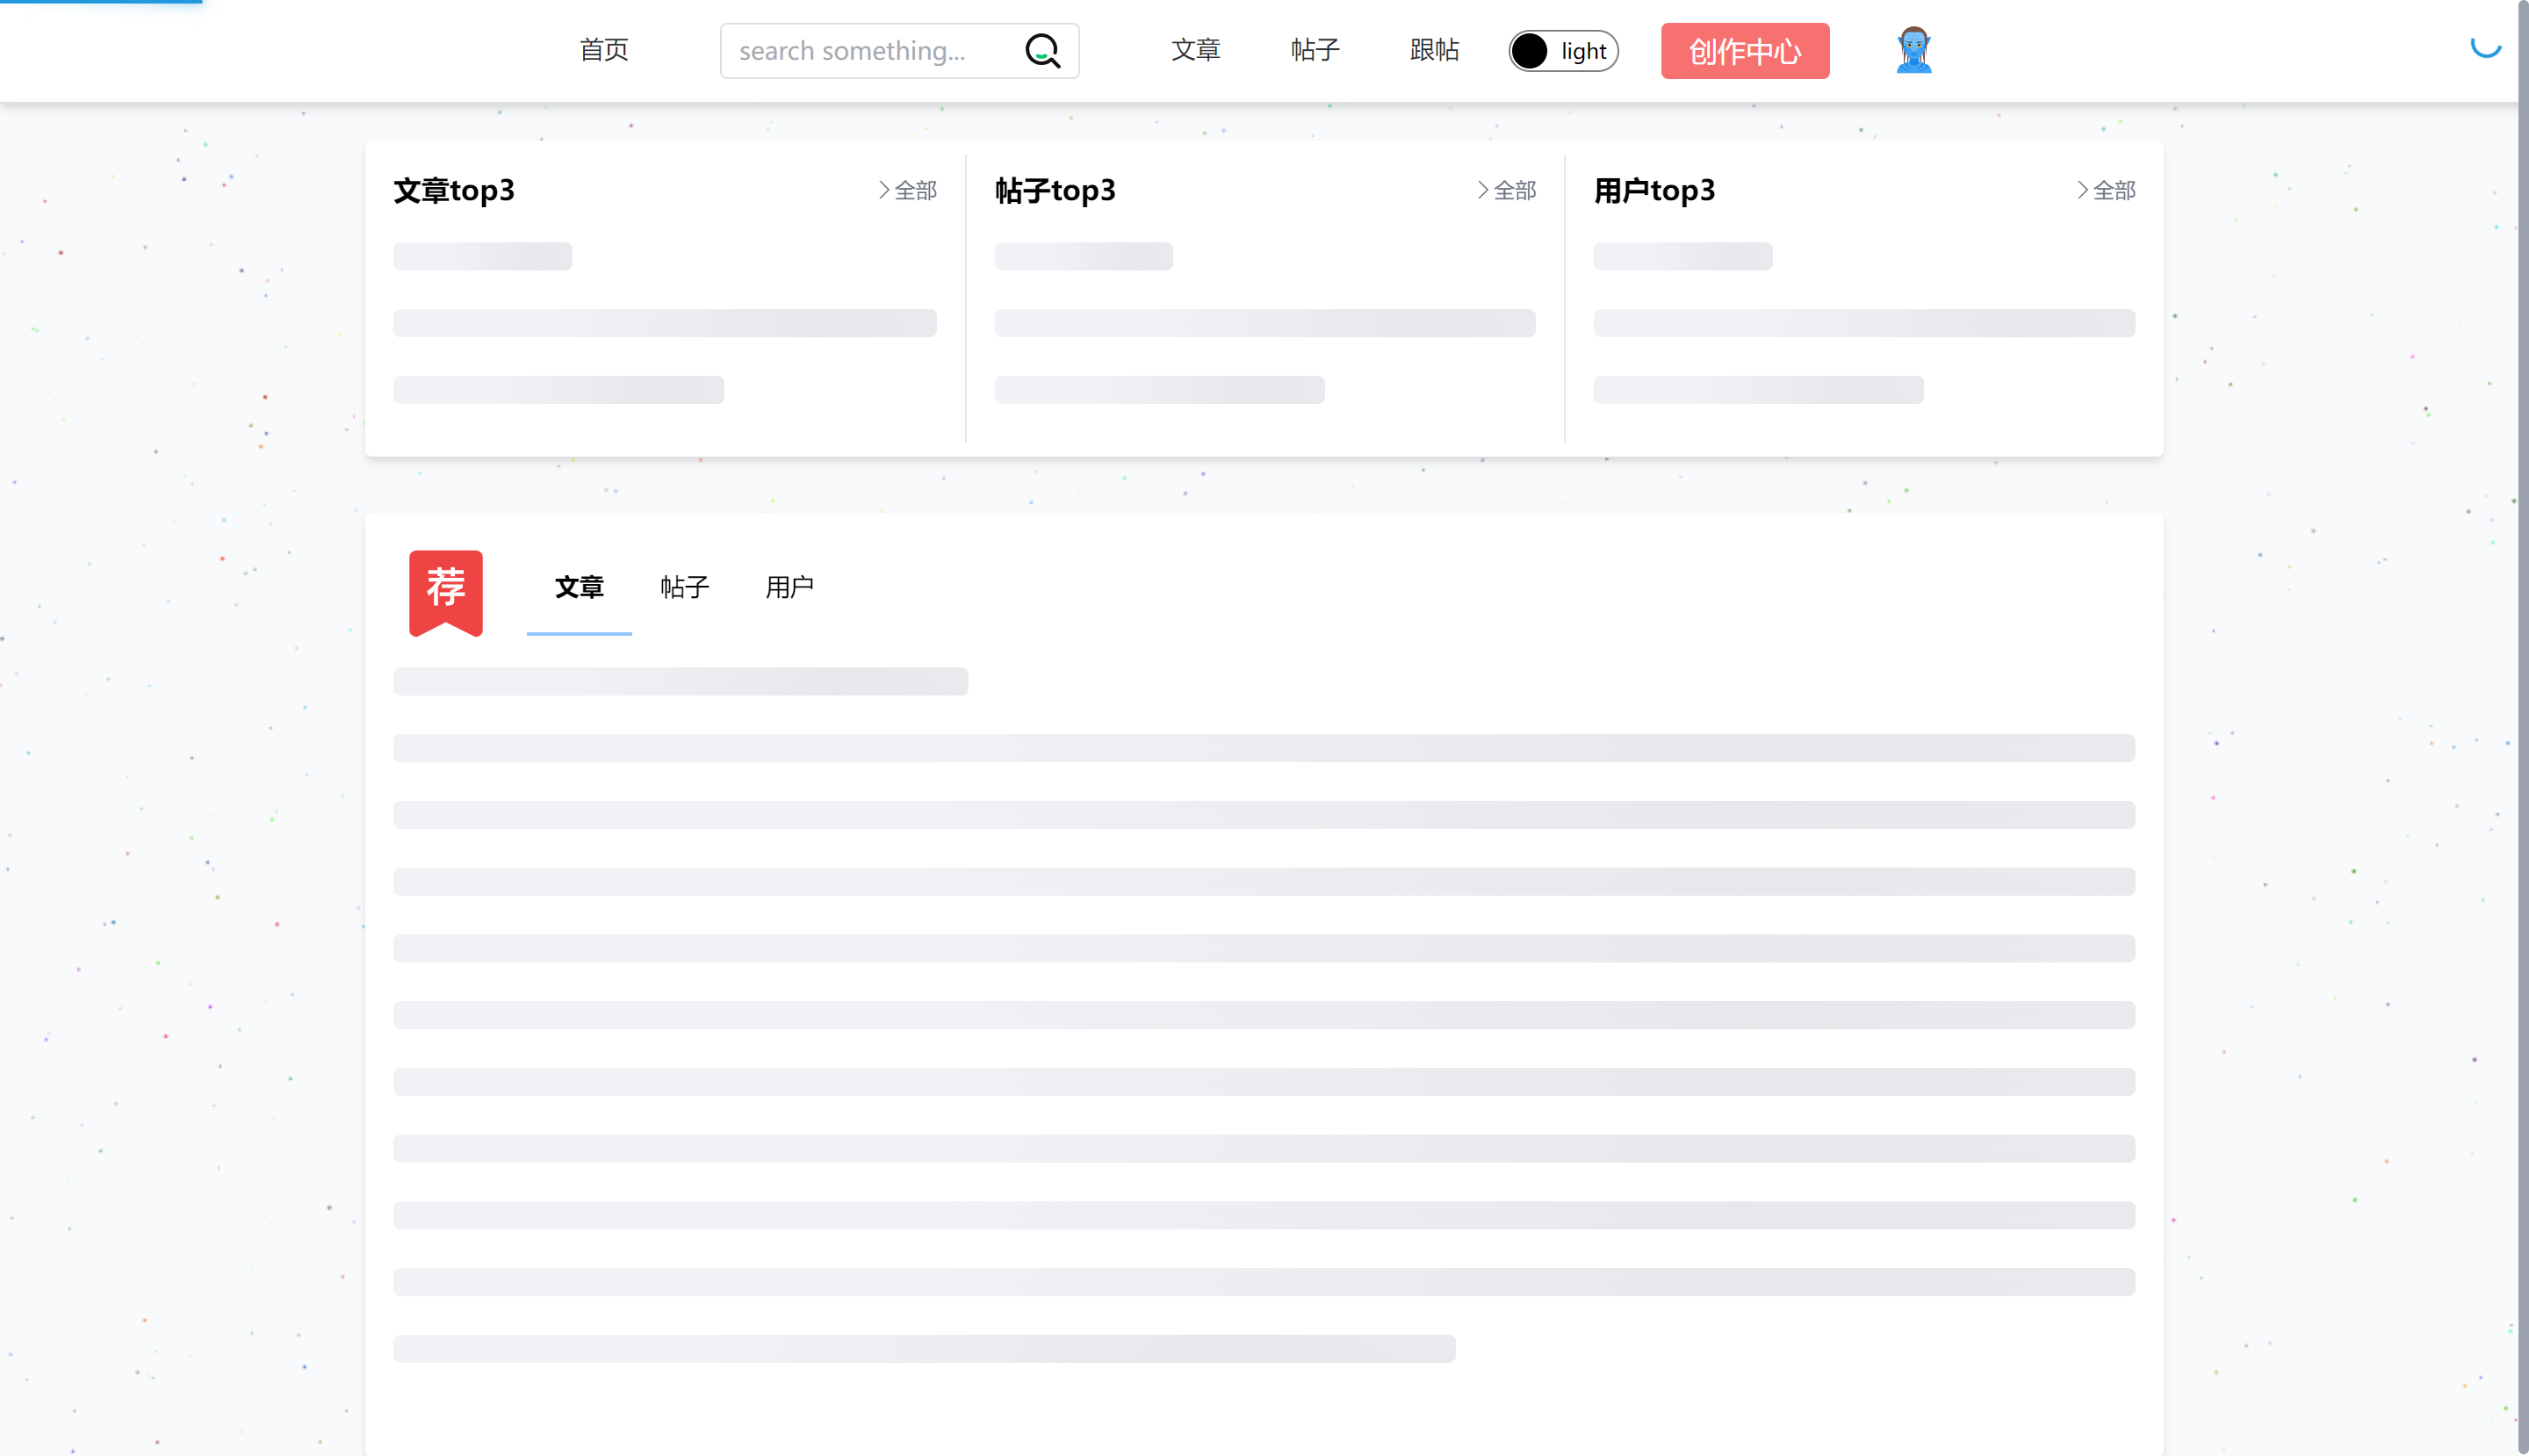 首页 search something... 文章 帖子 跟帖 light 创作中心
文章top3 全部 帖子top3 全部 用户top3 全部
荐 文章 帖子 用户